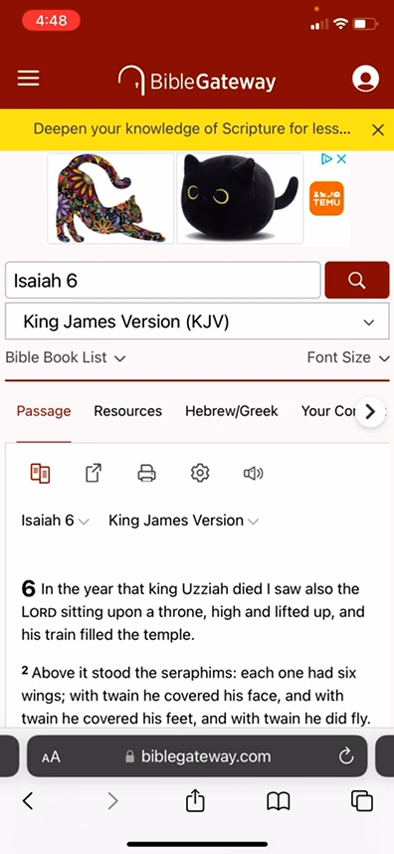 4:48
BibleGateway
Deepen your knowledge of Scripture for less...
TEMU
Isaiah 6
King James Version (KJV)
Bible Book List
Font Size
Passage Resources Hebrew/Greek Your Cor
Isaiah 6 King James Version
6 In the year that king Uzziah died I saw also the
LORD sitting upon a throne, high and lifted up, and
his train filled the temple.
2 Above it stood the seraphims: each one had six
wings; with twain he covered his face, and with
twain he covered his feet, and with twain he did fly.
AA biblegateway.com